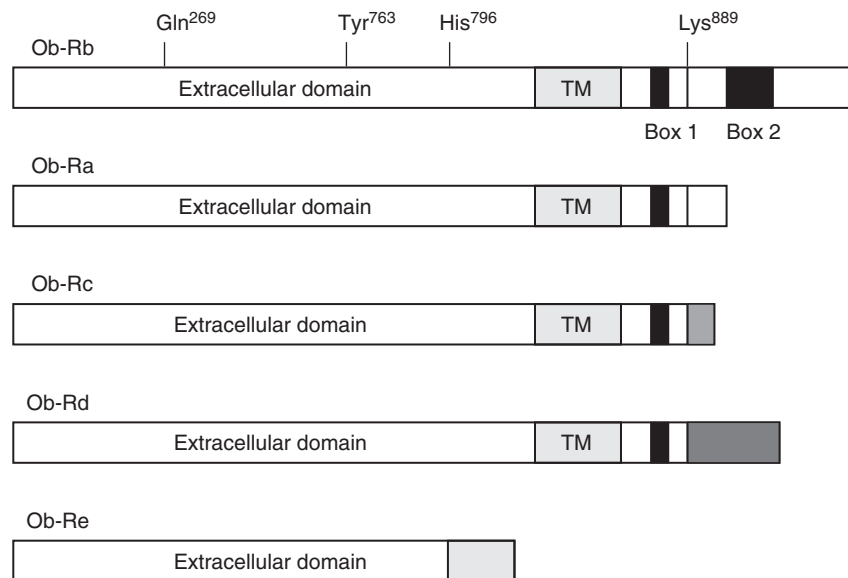 Gln²⁶⁹ Tyr⁷⁶³ His⁷⁹⁶ Lys⁸⁸⁹
Ob-Rb
Extracellular domain TM
Box 1 Box 2
Ob-Ra
Extracellular domain TM
Ob-Rc
Extracellular domain TM
Ob-Rd
Extracellular domain TM
Ob-Re
Extracellular domain